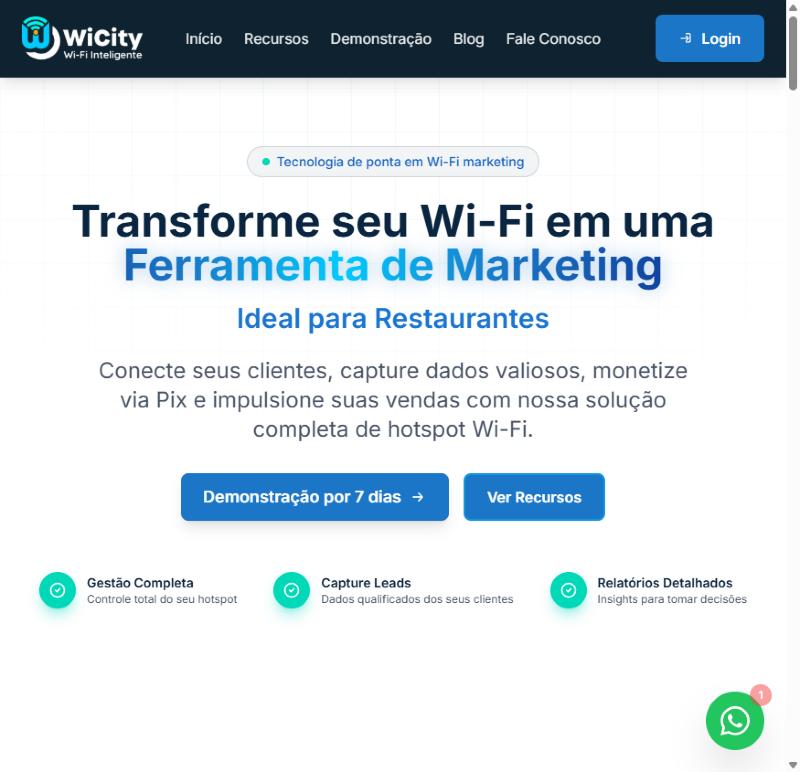 WiCity
Wi-Fi Inteligente
Início Recursos Demonstração Blog Fale Conosco
Login
Tecnologia de ponta em Wi-Fi marketing
Transforme seu Wi-Fi em uma
Ferramenta de Marketing
Ideal para Restaurantes
Conecte seus clientes, capture dados valiosos, monetize
via Pix e impulsione suas vendas com nossa solução
completa de hotspot Wi-Fi.
Demonstração por 7 dias →
Ver Recursos
Gestão Completa
Controle total do seu hotspot
Capture Leads
Dados qualificados dos seus clientes
Relatórios Detalhados
Insights para tomar decisões
1